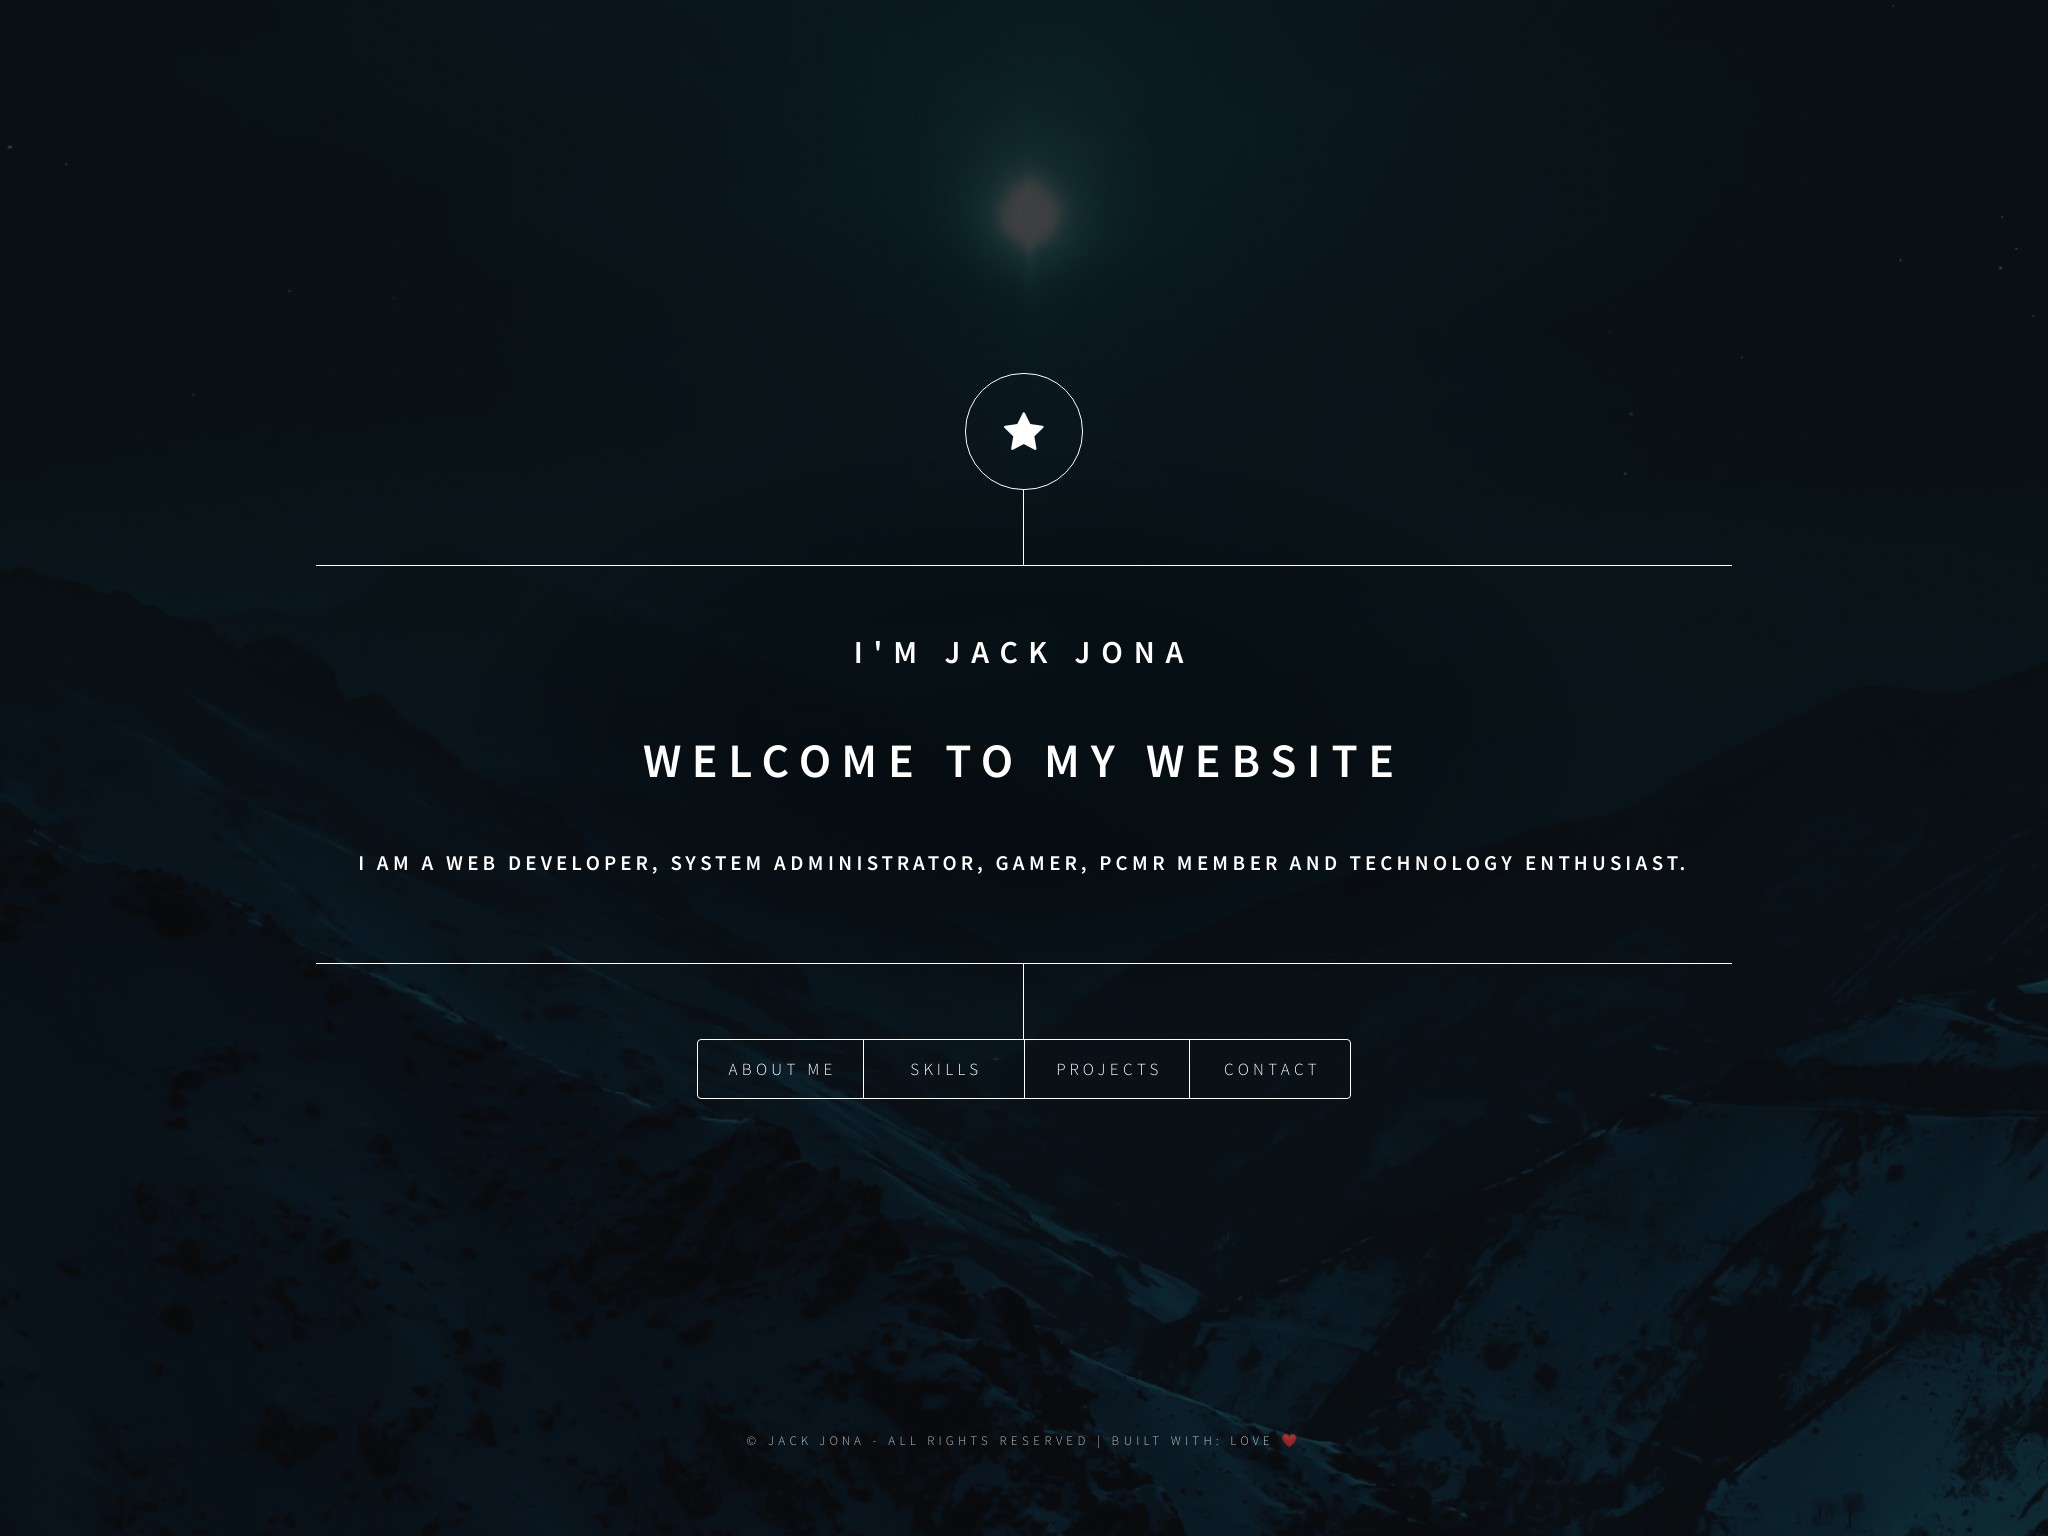 I'M JACK JONA
WELCOME TO MY WEBSITE
I AM A WEB DEVELOPER, SYSTEM ADMINISTRATOR, GAMER, PCMR MEMBER AND TECHNOLOGY ENTHUSIAST.
ABOUT ME SKILLS PROJECTS CONTACT
© JACK JONA - ALL RIGHTS RESERVED | BUILT WITH: LOVE ❤️